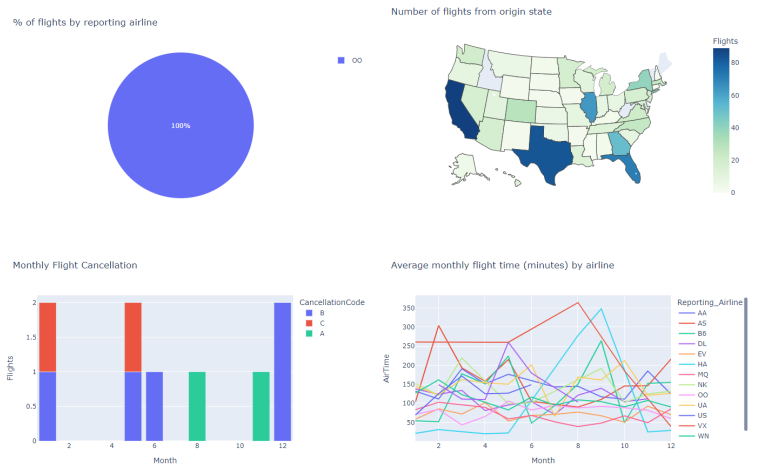 % of flights by reporting airline
OO
100%
Number of flights from origin state
Flights
80
60
40
20
0
Monthly Flight Cancellation
CancellationCode
B
C
A
2
1.5
1
0.5
0
Flights
2 4 6 8 10 12
Month
Average monthly flight time (minutes) by airline
Reporting_Airline
AA
AS
B6
DL
EV
HA
MQ
NK
OO
UA
US
VX
WN
350
300
250
200
150
100
50
AirTime
2 4 6 8 10 12
Month